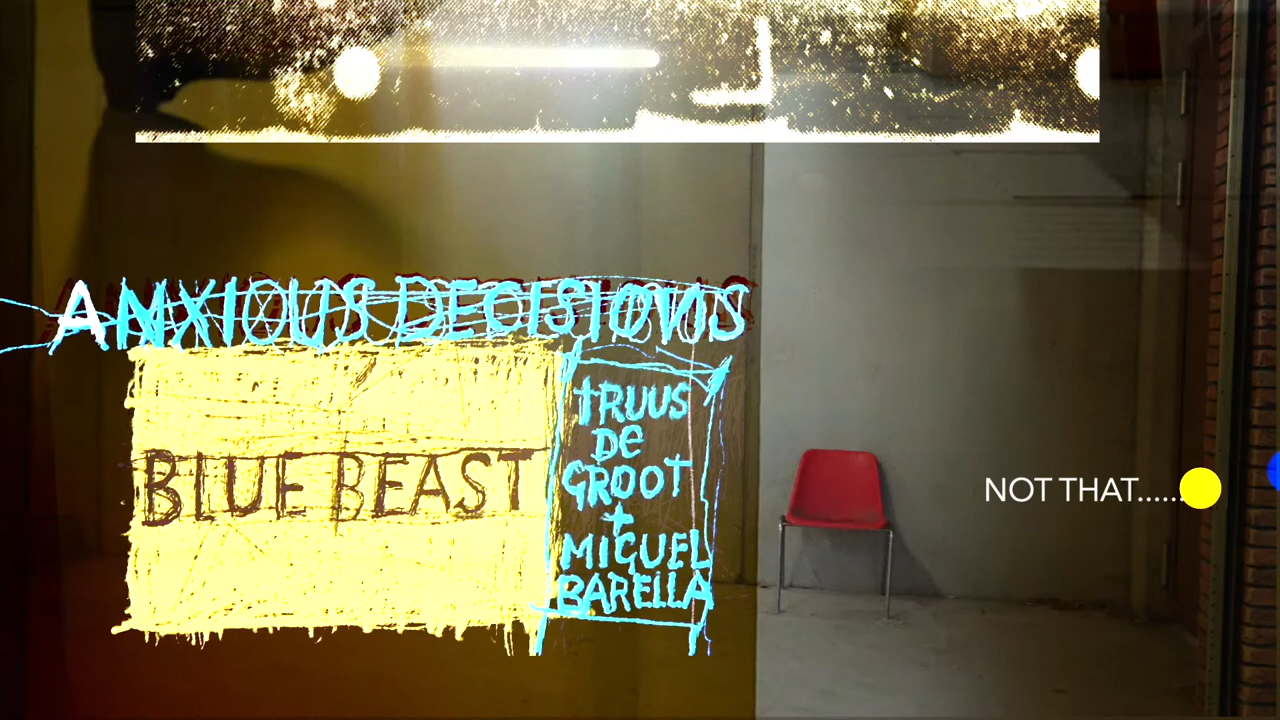 ANXIOUS DECISIONS
BLUE BEAST
tRUUS
De
GROOT
+
MIGUEL
BARELLA
NOT THAT......